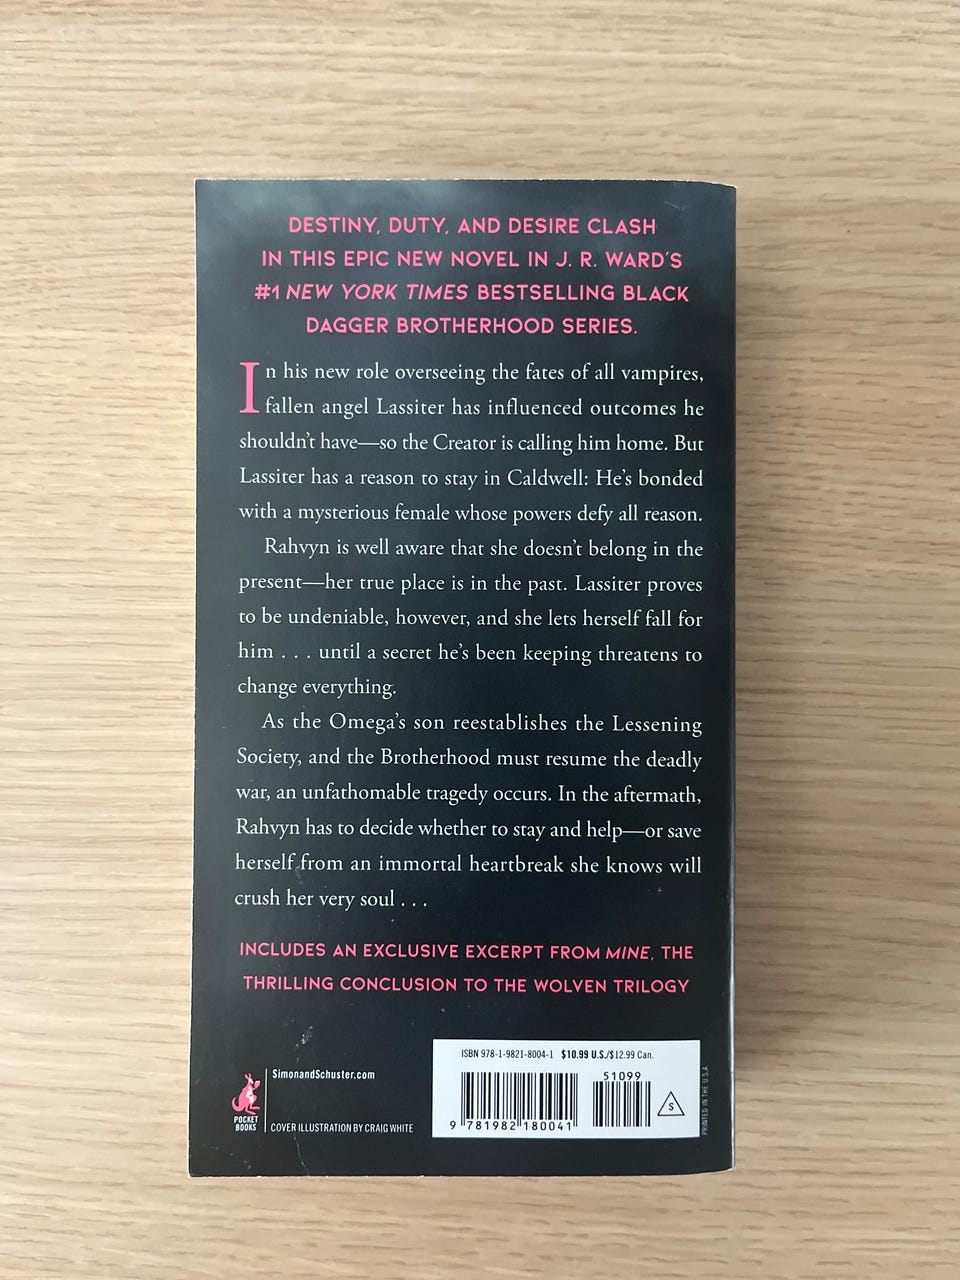 DESTINY, DUTY, AND DESIRE CLASH
IN THIS EPIC NEW NOVEL IN J. R. WARD'S
#1 NEW YORK TIMES BESTSELLING BLACK
DAGGER BROTHERHOOD SERIES.
In his new role overseeing the fates of all vampires,
fallen angel Lassiter has influenced outcomes he
shouldn't have—so the Creator is calling him home. But
Lassiter has a reason to stay in Caldwell: He's bonded
with a mysterious female whose powers defy all reason.
Rahvyn is well aware that she doesn't belong in the
present—her true place is in the past. Lassiter proves
to be undeniable, however, and she lets herself fall for
him . . . until a secret he's been keeping threatens to
change everything.
As the Omega's son reestablishes the Lessening
Society, and the Brotherhood must resume the deadly
war, an unfathomable tragedy occurs. In the aftermath,
Rahvyn has to decide whether to stay and help—or save
herself from an immortal heartbreak she knows will
crush her very soul . . .
INCLUDES AN EXCLUSIVE EXCERPT FROM MINE, THE
THRILLING CONCLUSION TO THE WOLVEN TRILOGY
SimonandSchuster.com
POCKET
BOOKS
COVER ILLUSTRATION BY CRAIG WHITE
ISBN 978-1-9821-8004-1 $10.99 U.S./$12.99 Can.
51099
9 781982 180041
S
PRINTED IN THE U.S.A.